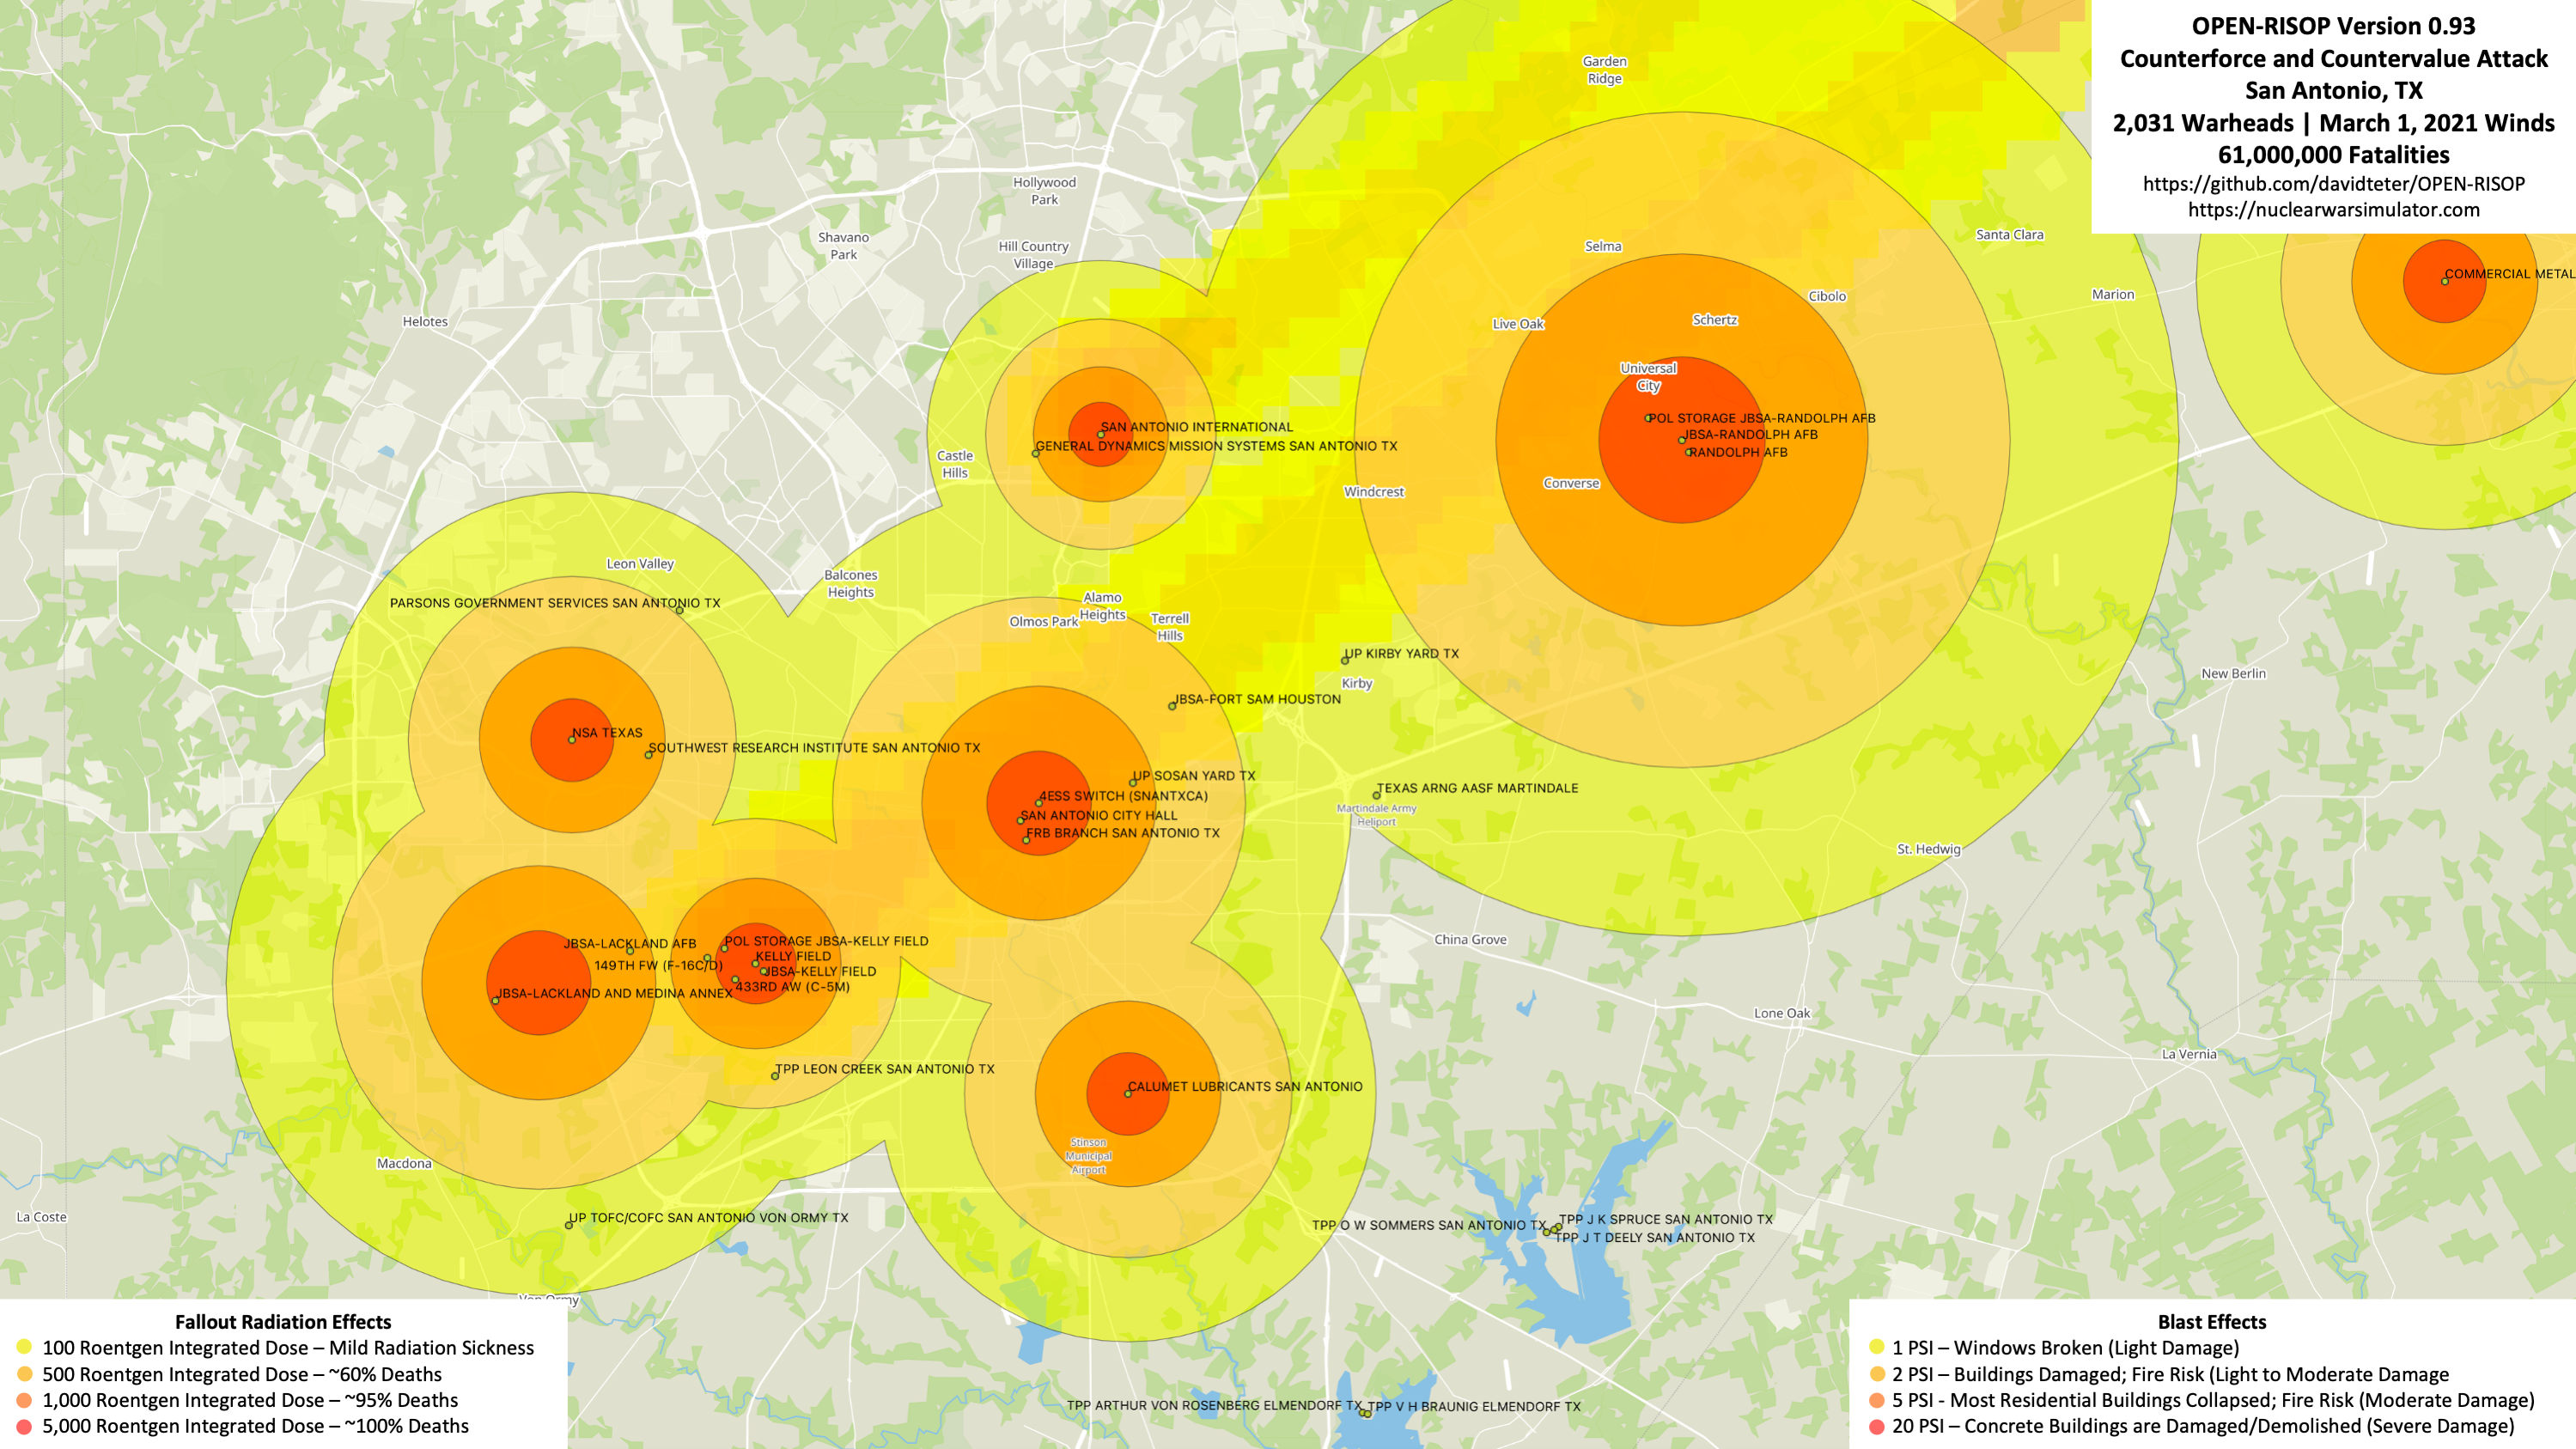 OPEN-RISOP Version 0.93
Counterforce and Countervalue Attack
San Antonio, TX
2,031 Warheads | March 1, 2021 Winds
61,000,000 Fatalities
https://github.com/davidteter/OPEN-RISOP
https://nuclearwarsimulator.com
Garden
Ridge
Hollywood
Park
Shavano
Park
Hill Country
Village
Selma
Santa Clara
COMMERCIAL METAL
Cibolo
Marion
Helotes
Live Oak
Schertz
Universal
City
POL STORAGE JBSA-RANDOLPH AFB
JBSA-RANDOLPH AFB
RANDOLPH AFB
SAN ANTONIO INTERNATIONAL
GENERAL DYNAMICS MISSION SYSTEMS SAN ANTONIO TX
Castle
Hills
Windcrest
Converse
Leon Valley
Balcones
Heights
PARSONS GOVERNMENT SERVICES SAN ANTONIO TX
Alamo
Heights
Olmos Park
Terrell
Hills
UP KIRBY YARD TX
Kirby
New Berlin
JBSA-FORT SAM HOUSTON
NSA TEXAS
SOUTHWEST RESEARCH INSTITUTE SAN ANTONIO TX
UP SOSAN YARD TX
4ESS SWITCH (SNANTXCA)
SAN ANTONIO CITY HALL
FRB BRANCH SAN ANTONIO TX
TEXAS ARNG AASF MARTINDALE
Martindale Army
Heliport
St. Hedwig
JBSA-LACKLAND AFB
POL STORAGE JBSA-KELLY FIELD
KELLY FIELD
149TH FW (F-16C/D)
JBSA-KELLY FIELD
433RD AW (C-5M)
JBSA-LACKLAND AND MEDINA ANNEX
China Grove
Lone Oak
La Vernia
TPP LEON CREEK SAN ANTONIO TX
CALUMET LUBRICANTS SAN ANTONIO
Stinson
Municipal
Airport
Macdona
La Coste
UP TOFC/COFC SAN ANTONIO VON ORMY TX
TPP O W SOMMERS SAN ANTONIO TX
TPP J K SPRUCE SAN ANTONIO TX
TPP J T DEELY SAN ANTONIO TX
Von Ormy
TPP ARTHUR VON ROSENBERG ELMENDORF TX
TPP V H BRAUNIG ELMENDORF TX
Fallout Radiation Effects
100 Roentgen Integrated Dose – Mild Radiation Sickness
500 Roentgen Integrated Dose – ~60% Deaths
1,000 Roentgen Integrated Dose – ~95% Deaths
5,000 Roentgen Integrated Dose – ~100% Deaths
Blast Effects
1 PSI – Windows Broken (Light Damage)
2 PSI – Buildings Damaged; Fire Risk (Light to Moderate Damage
5 PSI - Most Residential Buildings Collapsed; Fire Risk (Moderate Damage)
20 PSI – Concrete Buildings are Damaged/Demolished (Severe Damage)